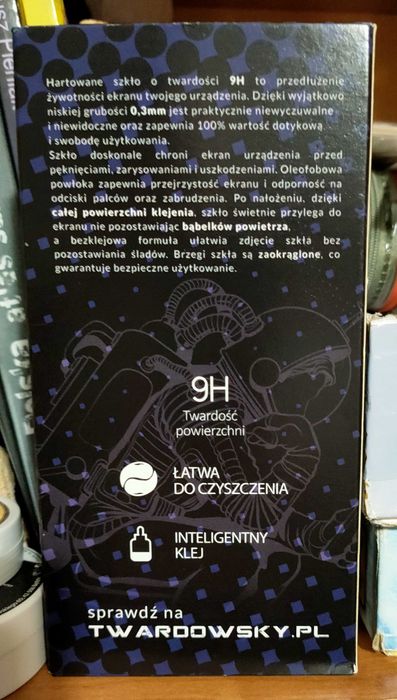 Hartowane szkło o twardości 9H to przedłużenie
żywotności ekranu twojego urządzenia. Dzięki wyjątkowo
niskiej grubości 0,3mm jest praktycznie niewyczuwalne
i niewidoczne oraz zapewnia 100% wartość dotykową
i swobodę użytkowania.
Szkło doskonale chroni ekran urządzenia przed
pęknięciami, zarysowaniami i uszkodzeniami. Oleofobowa
powłoka zapewnia przejrzystość ekranu i odporność na
odciski palców oraz zabrudzenia. Po nałożeniu, dzięki
całej powierzchni klejenia, szkło świetnie przylega do
ekranu nie pozostawiając bąbelków powietrza.
a bezklejowa formuła ułatwia zdjęcie szkła bez
pozostawiania śladów. Brzegi szkła są zaokrąglone, co
gwarantuje bezpieczne użytkowanie.
9H
Twardość
powierzchni
ŁATWA
DO CZYSZCZENIA
INTELIGENTNY
KLEJ
sprawdź na
TWARDOWSKY.PL